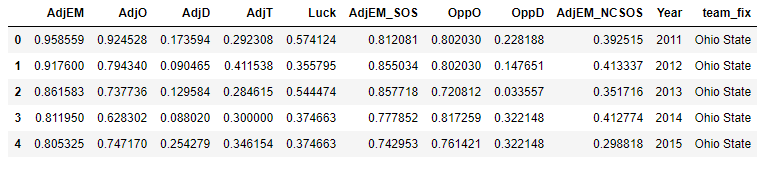 AdjEM AdjO AdjD AdjT Luck AdjEM_SOS OppO OppD AdjEM_NCSOS Year team_fix
0 0.958559 0.924528 0.173594 0.292308 0.574124 0.812081 0.802030 0.228188 0.392515 2011 Ohio State
1 0.917600 0.794340 0.090465 0.411538 0.355795 0.855034 0.802030 0.147651 0.413337 2012 Ohio State
2 0.861583 0.737736 0.129584 0.284615 0.544474 0.857718 0.720812 0.033557 0.351716 2013 Ohio State
3 0.811950 0.628302 0.088020 0.300000 0.374663 0.777852 0.817259 0.322148 0.412774 2014 Ohio State
4 0.805325 0.747170 0.254279 0.346154 0.374663 0.742953 0.761421 0.322148 0.298818 2015 Ohio State